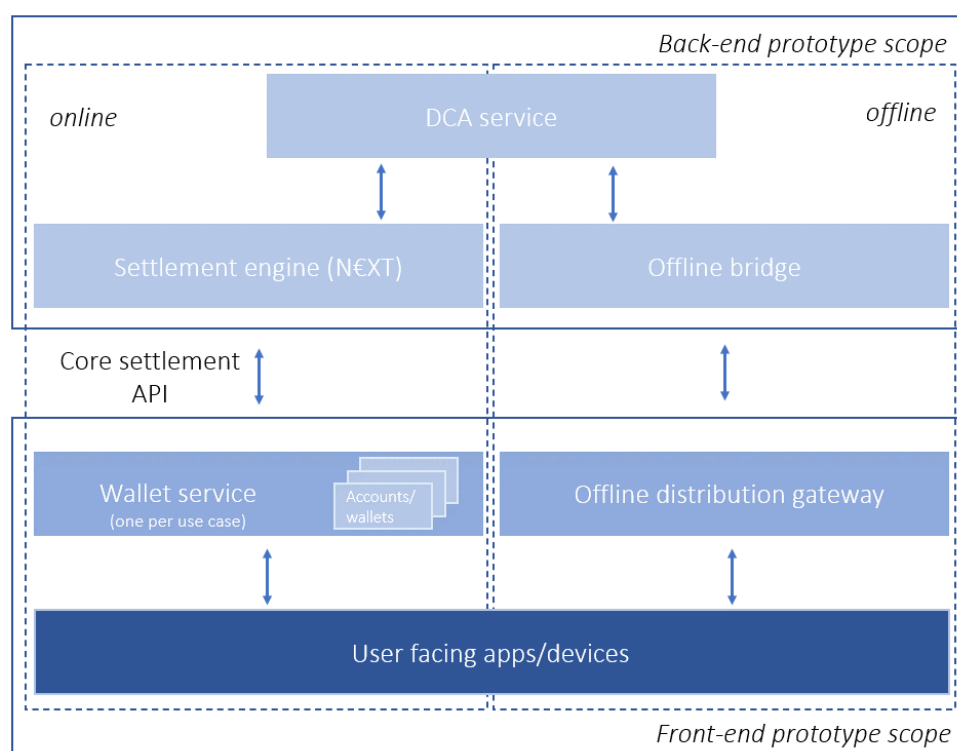 Back-end prototype scope
online
DCA service
offline
Settlement engine (N€XT)
Offline bridge
Core settlement
API
Wallet service
(one per use case)
Accounts/
wallets
Offline distribution gateway
User facing apps/devices
Front-end prototype scope